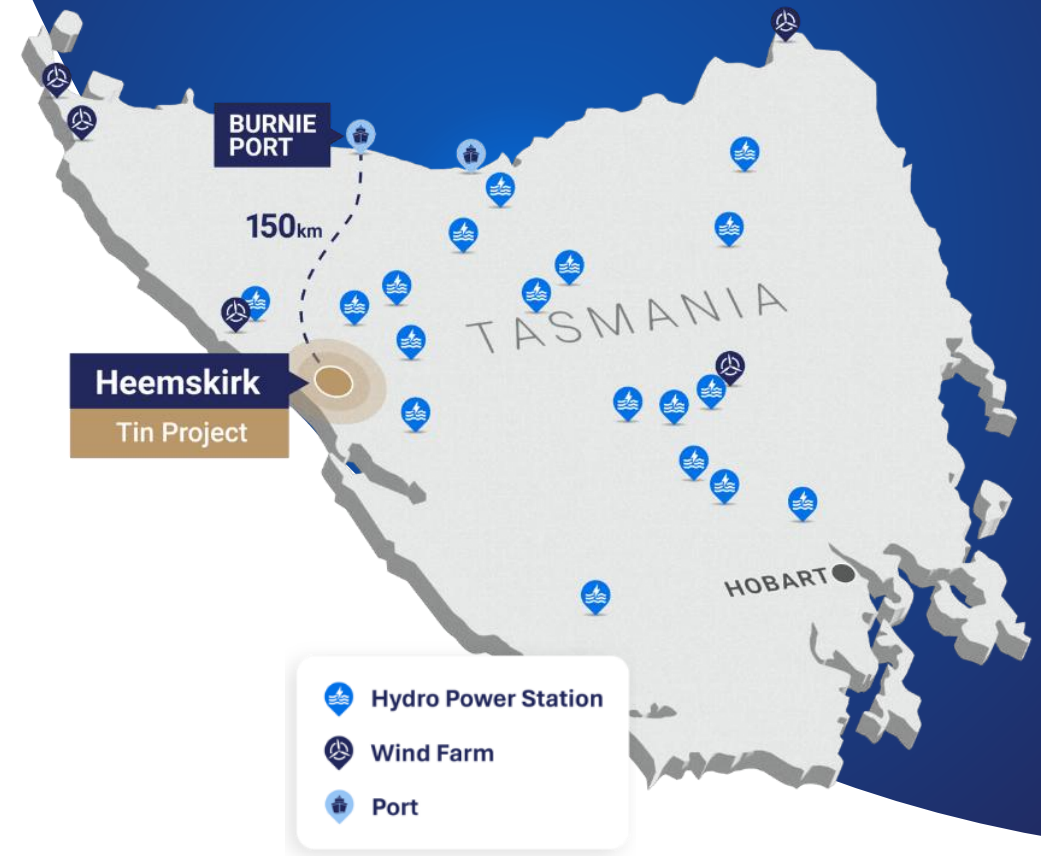 BURNIE
PORT
150km
TASMANIA
Heemskirk
Tin Project
HOBART
Hydro Power Station
Wind Farm
Port